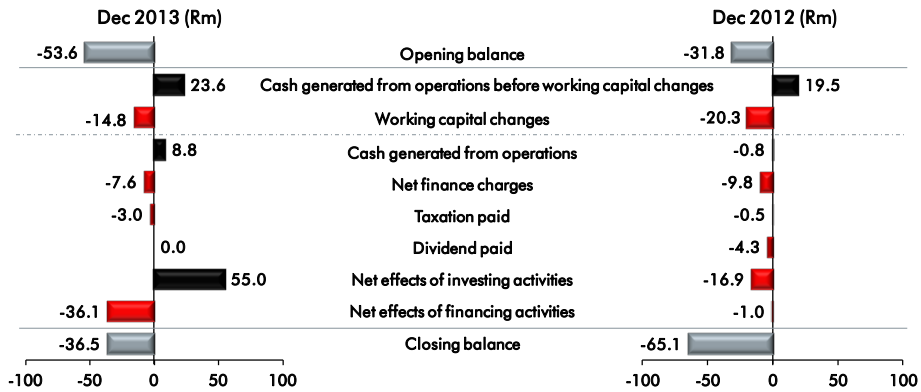 Dec 2013 (Rm) Dec 2012 (Rm)
-53.6 Opening balance -31.8
23.6 Cash generated from operations before working capital changes 19.5
-14.8 Working capital changes -20.3
8.8 Cash generated from operations -0.8
-7.6 Net finance charges -9.8
-3.0 Taxation paid -0.5
0.0 Dividend paid -4.3
55.0 Net effects of investing activities -16.9
-36.1 Net effects of financing activities -1.0
-36.5 Closing balance -65.1
-100 -50 0 50 100 -100 -50 0 50 100